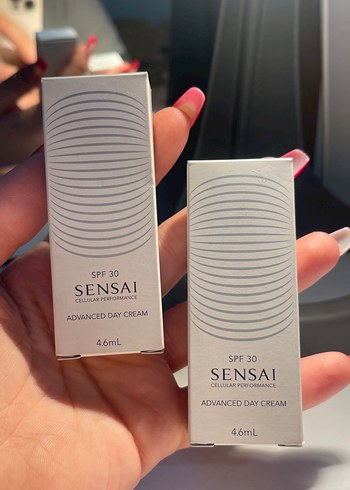 SPF 30
SENSAI
CELLULAR PERFORMANCE
ADVANCED DAY CREAM
4.6mL
SPF 30
SENSAI
CELLULAR PERFORMANCE
ADVANCED DAY CREAM
4.6mL